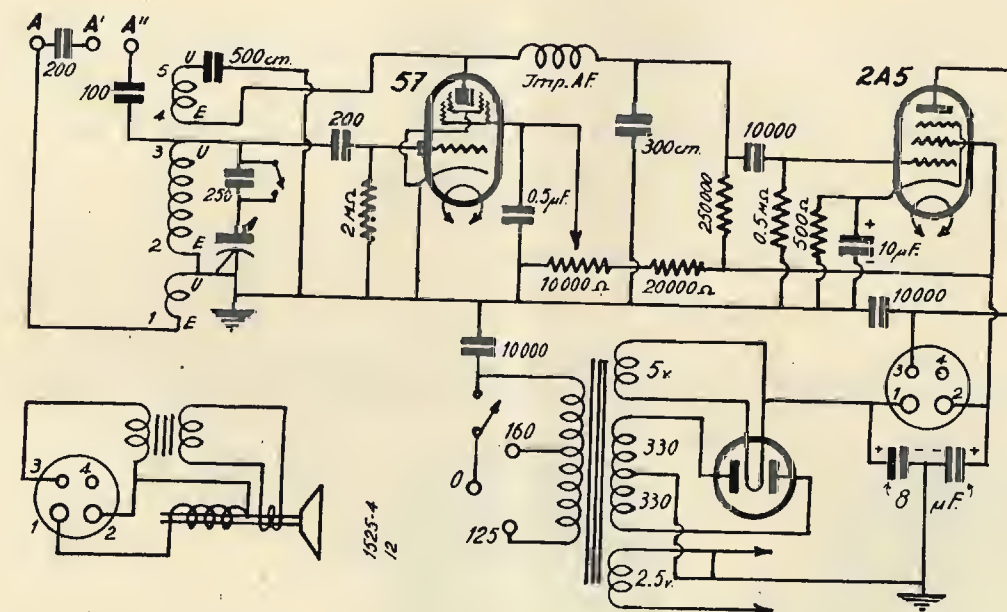 A A' A"
200
100
5 U 500cm.
4 E
3 U
250
2 E
U
1 E
200
2 MΩ
57
0.5µF.
Imp. AF.
300cm.
10000Ω
20000Ω
250000
10000
0.5MΩ
500Ω
2A5
+
10µF.
-
10000
10000
160
0
125
5v.
330
330
2.5v.
3 4
1 2
+ - - +
8 µF.
3 4
1 2
1525-4
12